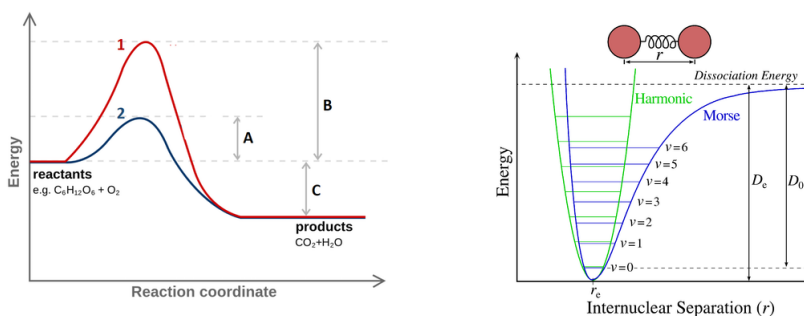 1
2
A
B
C
Energy
reactants
e.g. C₆H₁₂O₆ + O₂
products
CO₂+H₂O
Reaction coordinate
r
Dissociation Energy
Harmonic
Morse
v=6
v=5
v=4
v=3
v=2
v=1
v=0
Dₑ
D₀
Energy
rₑ
Internuclear Separation (r)